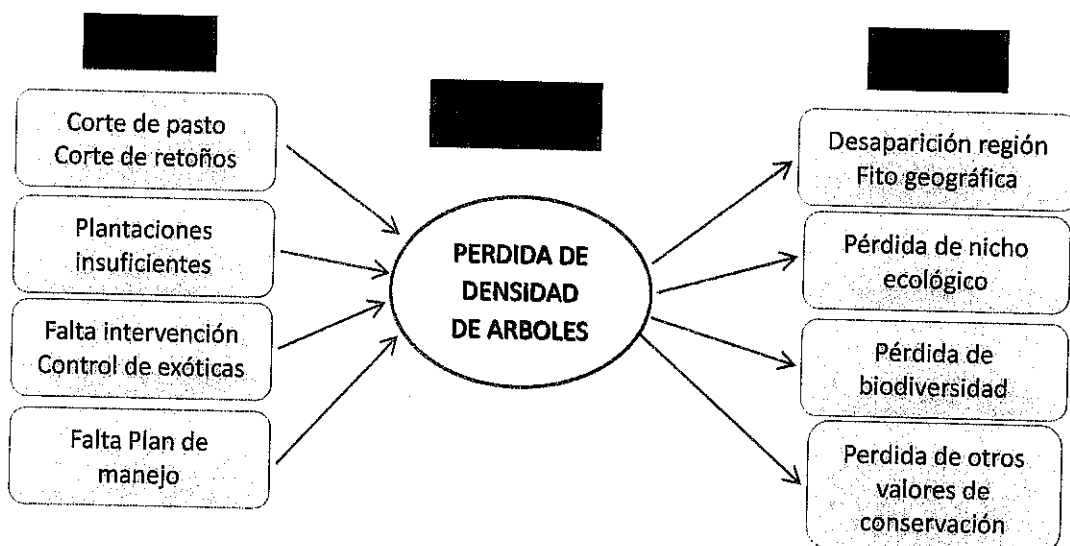 Corte de pasto
Corte de retoños
Plantaciones
insuficientes
Falta intervención
Control de exóticas
Falta Plan de
manejo
PERDIDA DE
DENSIDAD
DE ARBOLES
Desaparición región
Fito geográfica
Pérdida de nicho
ecológico
Pérdida de
biodiversidad
Perdida de otros
valores de
conservación